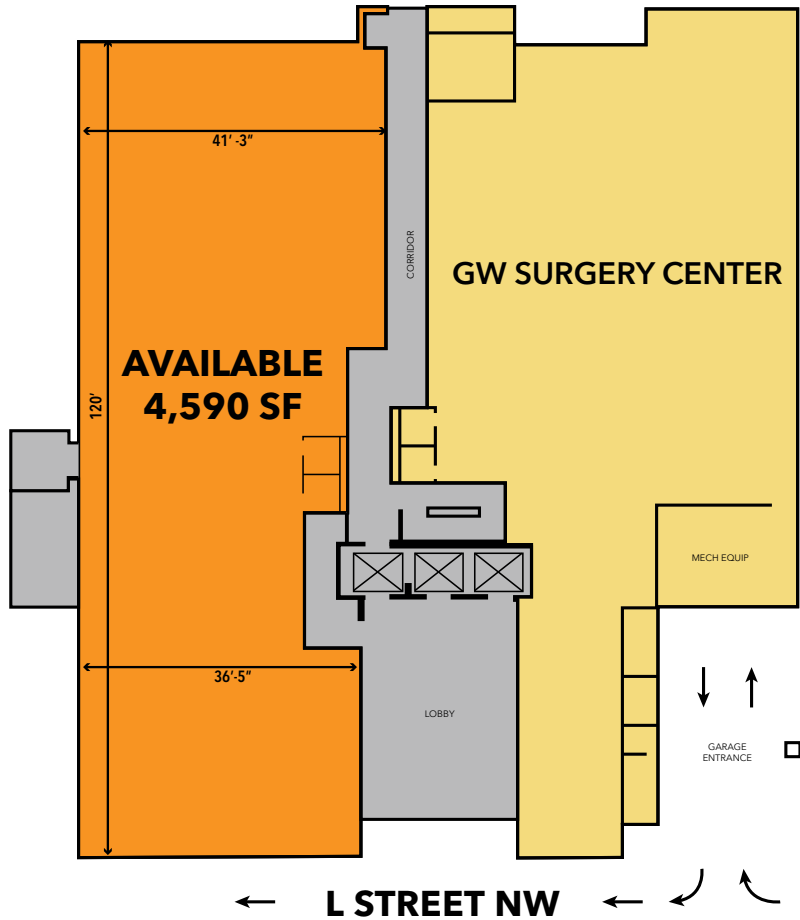 41' -3"
CORRIDOR
GW SURGERY CENTER
AVAILABLE
4,590 SF
120'
MECH EQUIP
36'-5"
LOBBY
GARAGE
ENTRANCE
L STREET NW